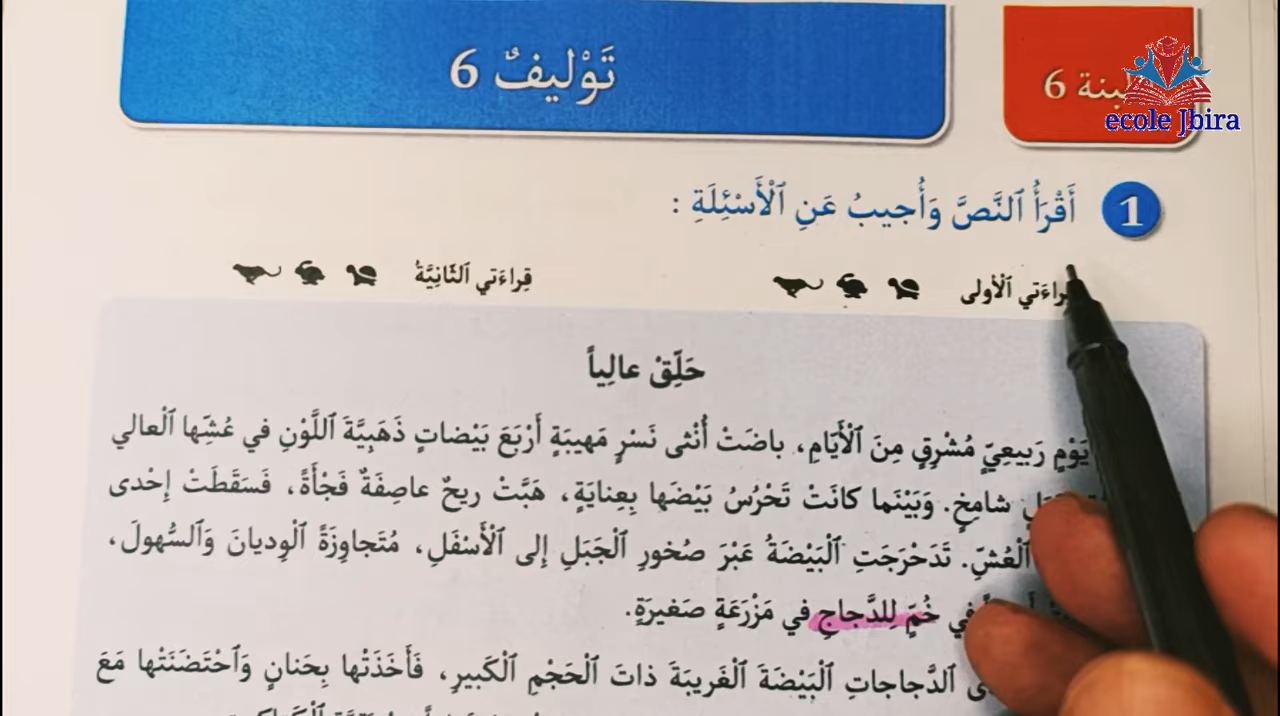 تَوْليفٌ 6
6
ecole Jbira
1 أَقْرَأُ ٱلنَّصَّ وَأُجيبُ عَنِ ٱلْأَسْئِلَةِ :
ٱلْأولى
قِراءَتي ٱلثّانِيَّةُ
حَلِّقْ عالِياً
يَوْمٍ رَبيعِيٍّ مُشْرِقٍ مِنَ ٱلْأَيّامِ، باضَتْ أُنْثى نَسْرٍ مَهيبَةٍ أَرْبَعَ بَيْضاتٍ ذَهَبِيَّةَ ٱللَّوْنِ في عُشِّها ٱلْعالي
شامِخٍ. وَبَيْنَما كانَتْ تَحْرُسُ بَيْضَها بِعِنايَةٍ، هَبَّتْ ريحٌ عاصِفَةٌ فَجْأَةً، فَسَقَطَتْ إِحْدى
ٱلْعُشِّ. تَدَحْرَجَتِ ٱلْبَيْضَةُ عَبْرَ صُخورِ ٱلْجَبَلِ إِلى ٱلْأَسْفَلِ، مُتَجاوِزَةً ٱلْوِديانَ وَٱلسُّهولَ،
في خُمٍّ لِلدَّجاجِ في مَزْرَعَةٍ صَغيرَةٍ.
ٱلدَّجاجاتِ ٱلْبَيْضَةَ ٱلْغَريبَةَ ذاتَ ٱلْحَجْمِ ٱلْكَبيرِ، فَأَخَذَتْها بِحَنانٍ وَٱحْتَضَنَتْها مَعَ